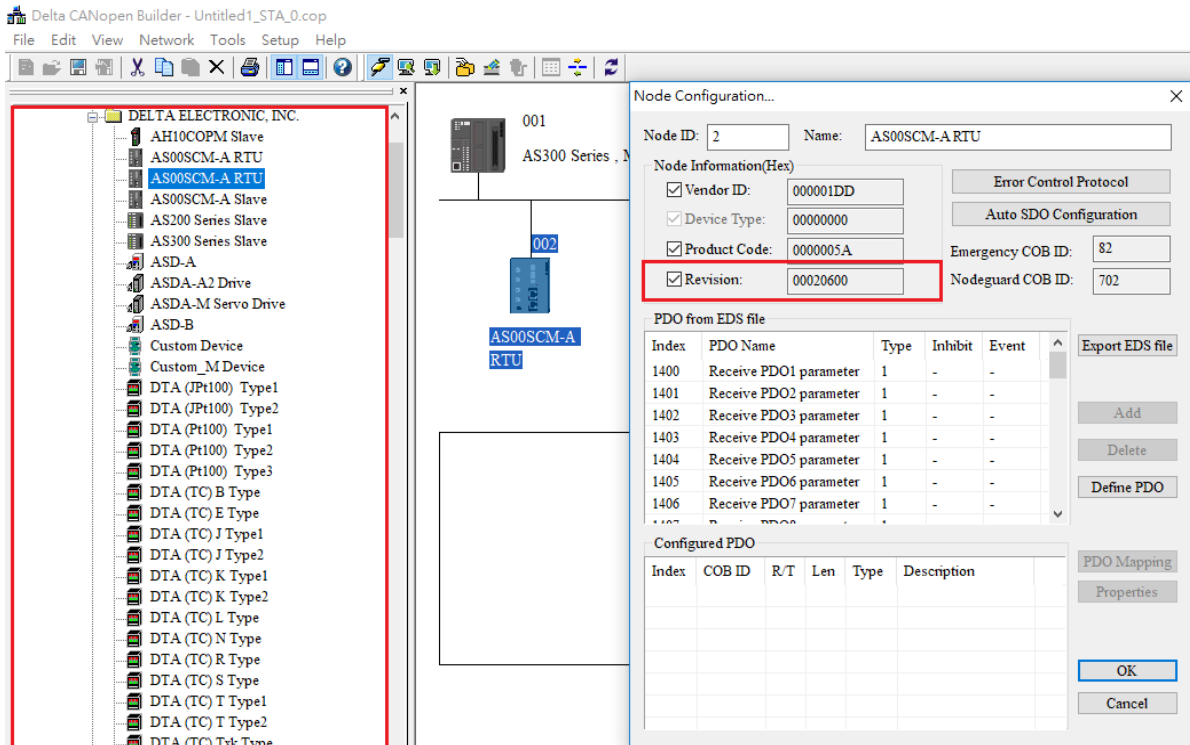 Delta CANopen Builder - Untitled1_STA_0.cop
File Edit View Network Tools Setup Help
DELTA ELECTRONIC, INC.
AH10COPM Slave
AS00SCM-A RTU
AS00SCM-A RTU
AS00SCM-A Slave
AS200 Series Slave
AS300 Series Slave
ASD-A
ASDA-A2 Drive
ASDA-M Servo Drive
ASD-B
Custom Device
Custom_M Device
DTA (JPt100) Type1
DTA (JPt100) Type2
DTA (Pt100) Type1
DTA (Pt100) Type2
DTA (Pt100) Type3
DTA (TC) B Type
DTA (TC) E Type
DTA (TC) J Type1
DTA (TC) J Type2
DTA (TC) K Type1
DTA (TC) K Type2
DTA (TC) L Type
DTA (TC) N Type
DTA (TC) R Type
DTA (TC) S Type
DTA (TC) T Type1
DTA (TC) T Type2
DTA (TC) Txk Type
001
AS300 Series ,
002
AS00SCM-A
RTU
Node Configuration...
Node ID: 2 Name: AS00SCM-A RTU
Node Information(Hex)
Vendor ID: 000001DD
Device Type: 00000000
Product Code: 0000005A
Revision: 00020600
Error Control Protocol
Auto SDO Configuration
Emergency COB ID: 82
Nodeguard COB ID: 702
PDO from EDS file
Index PDO Name Type Inhibit Event
1400 Receive PDO1 parameter 1 - -
1401 Receive PDO2 parameter 1 - -
1402 Receive PDO3 parameter 1 - -
1403 Receive PDO4 parameter 1 - -
1404 Receive PDO5 parameter 1 - -
1405 Receive PDO6 parameter 1 - -
1406 Receive PDO7 parameter 1 - -
Export EDS file
Add
Delete
Define PDO
Configured PDO
Index COB ID R/T Len Type Description
PDO Mapping
Properties
OK
Cancel